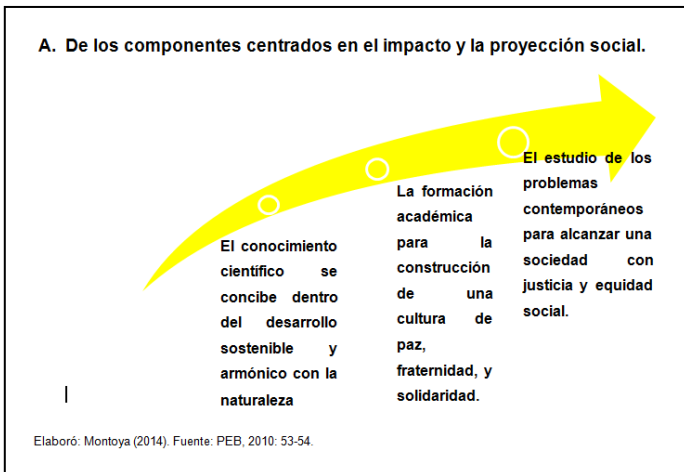 A. De los componentes centrados en el impacto y la proyección social.
El conocimiento
científico se
concibe dentro
del desarrollo
sostenible y
armónico con la
naturaleza
La formación
académica
para la
construcción
de una
cultura de
paz,
fraternidad, y
solidaridad.
El estudio de los
problemas
contemporáneos
para alcanzar una
sociedad con
justicia y equidad
social.
Elaboró: Montoya (2014). Fuente: PEB, 2010: 53-54.